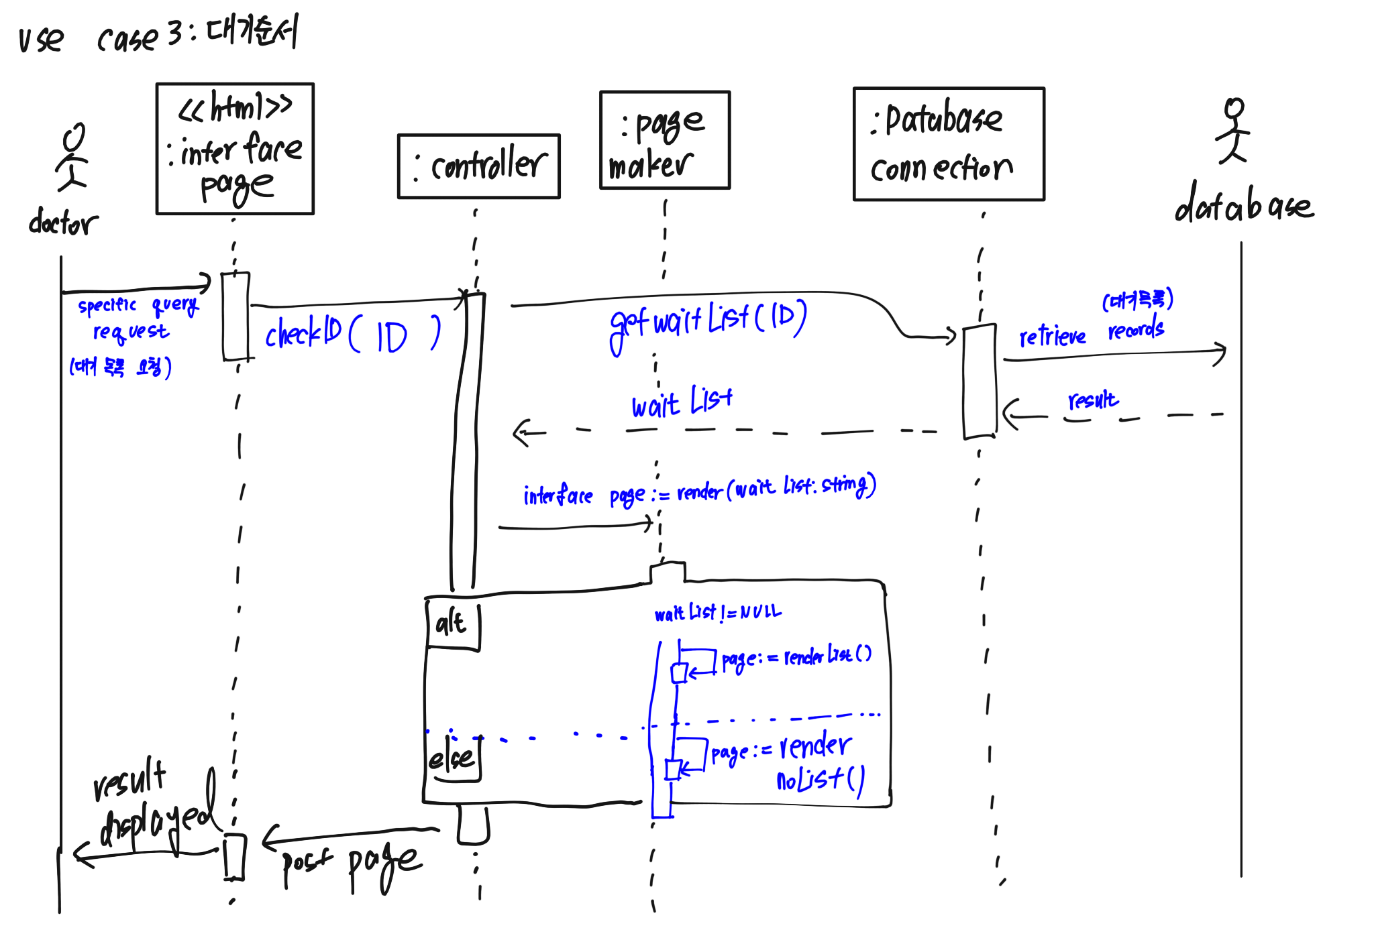 use case 3 : 대기순서
<<html>>
: interface
page
: controller
: page
maker
: Database
connection
doctor
database
specific query
request
(대기 목록 요청)
checkID ( ID )
getwaitList (ID)
(대기목록)
retrieve records
wait List
result
interface page := render (wait list : string)
alt
waitList != NULL
page := renderlist ()
else
page := render
noList ()
result
displayed
post page